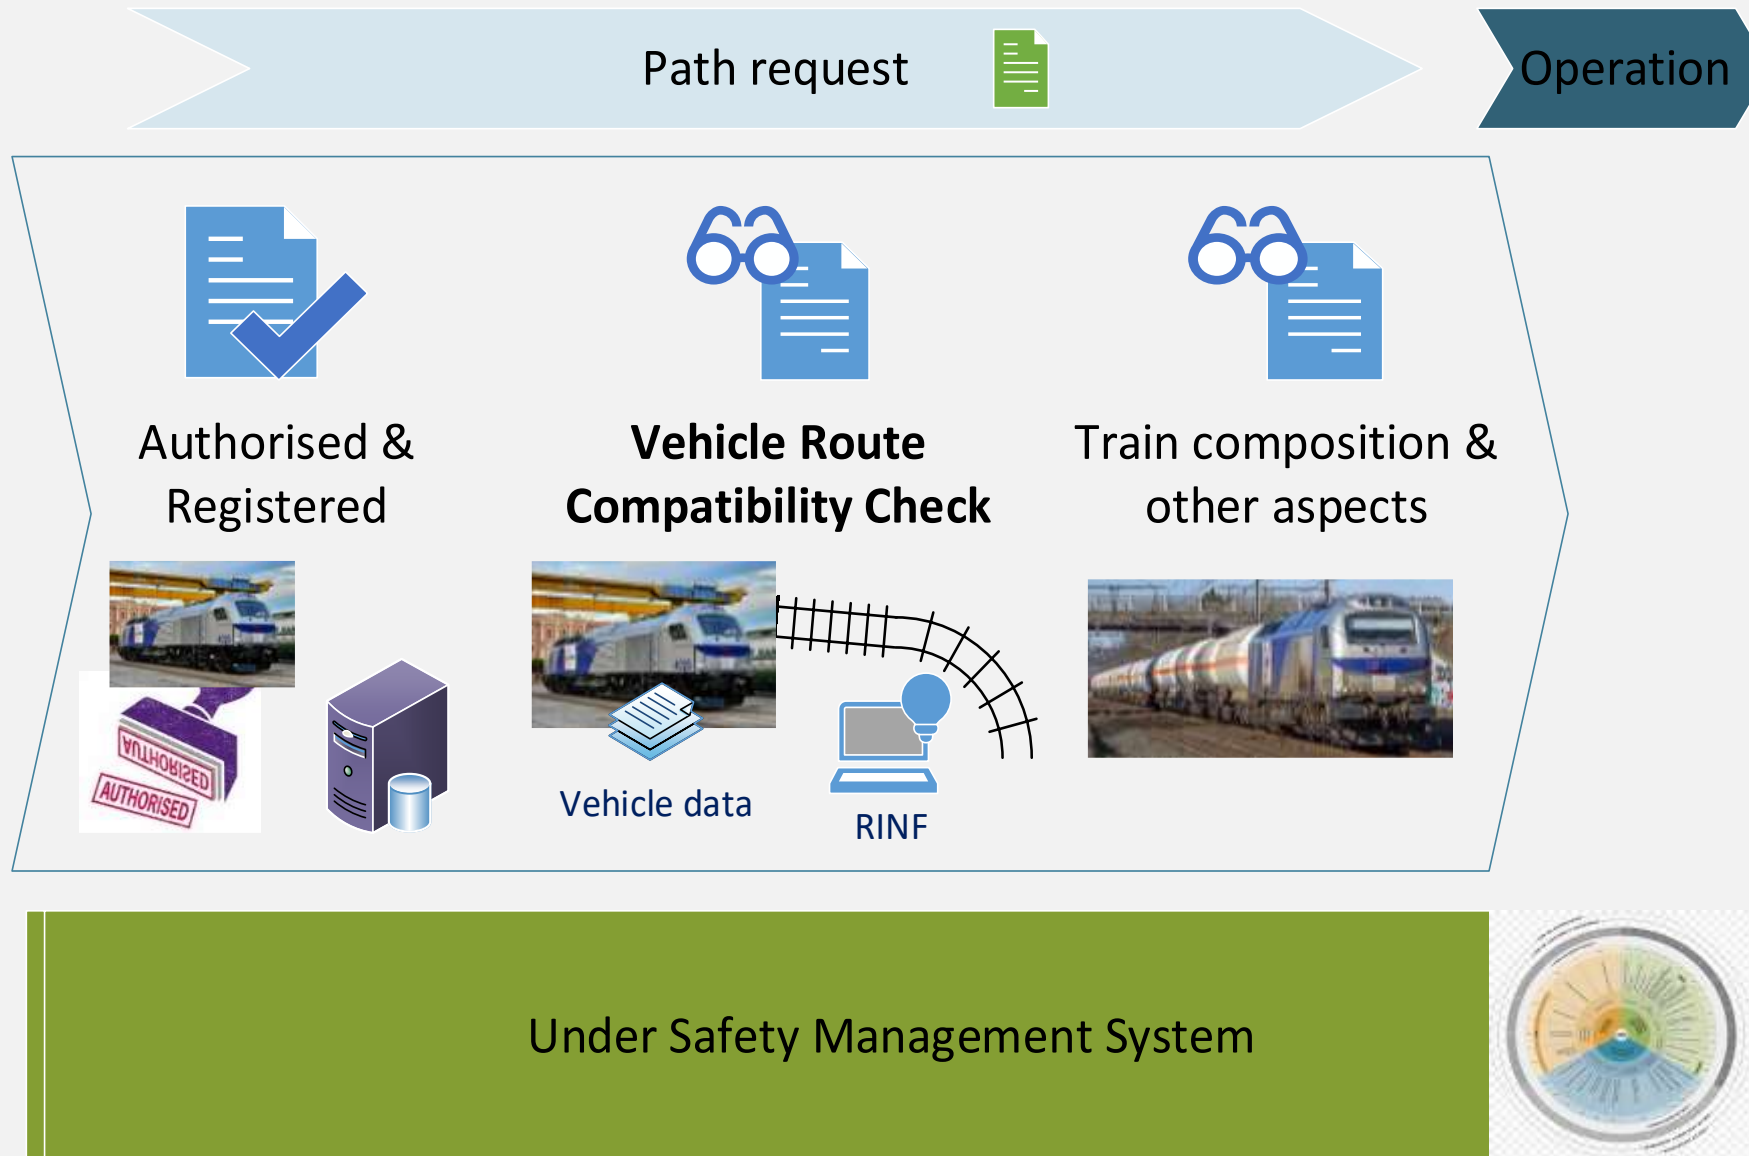 Path request
Operation
Authorised &
Registered
Vehicle Route
Compatibility Check
Train composition &
other aspects
AUTHORISED
AUTHORISED
Vehicle data
RINF
Under Safety Management System